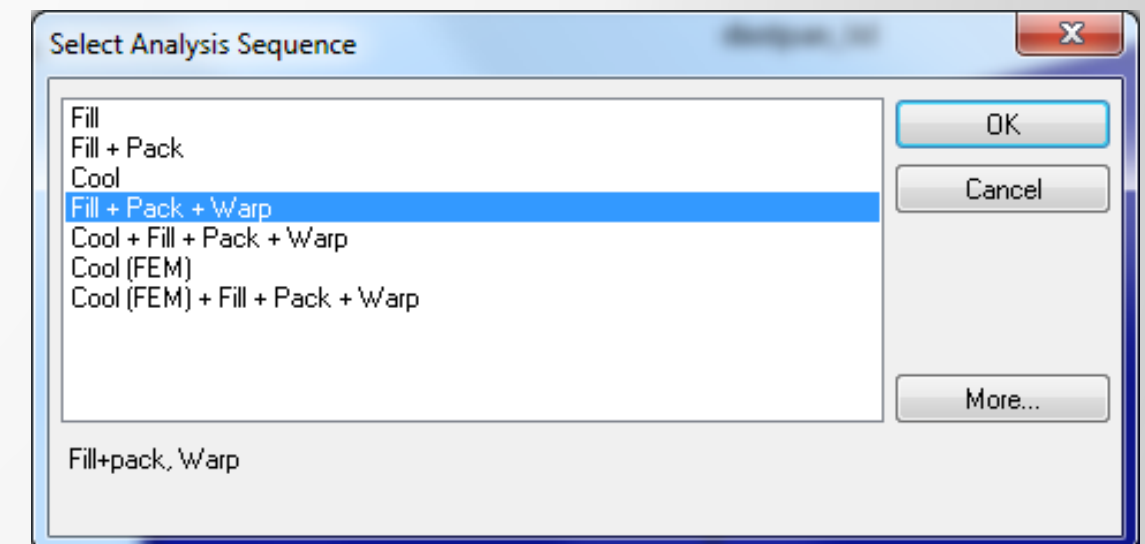 Select Analysis Sequence
Fill
Fill + Pack
Cool
Fill + Pack + Warp
Cool + Fill + Pack + Warp
Cool (FEM)
Cool (FEM) + Fill + Pack + Warp
OK
Cancel
More...
Fill+pack, Warp